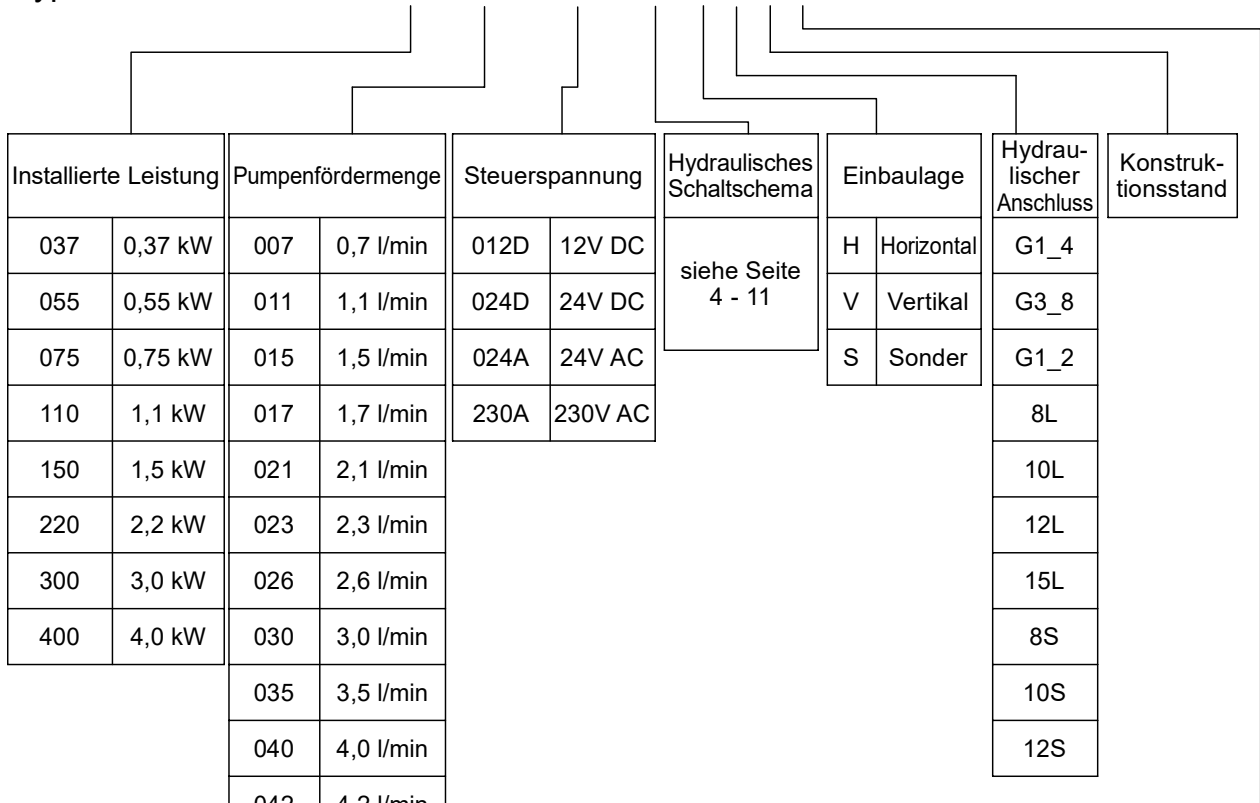 Installierte Leistung
037 0,37 kW
055 0,55 kW
075 0,75 kW
110 1,1 kW
150 1,5 kW
220 2,2 kW
300 3,0 kW
400 4,0 kW
Pumpenfördermenge
007 0,7 l/min
011 1,1 l/min
015 1,5 l/min
017 1,7 l/min
021 2,1 l/min
023 2,3 l/min
026 2,6 l/min
030 3,0 l/min
035 3,5 l/min
040 4,0 l/min
042 4,2 l/min
Steuerspannung
012D 12V DC
024D 24V DC
024A 24V AC
230A 230V AC
Hydraulisches
Schaltschema
siehe Seite
4 - 11
Einbaulage
H Horizontal
V Vertikal
S Sonder
Hydrau-
lischer
Anschluss
G1_4
G3_8
G1_2
8L
10L
12L
15L
8S
10S
12S
Konstruk-
tionsstand